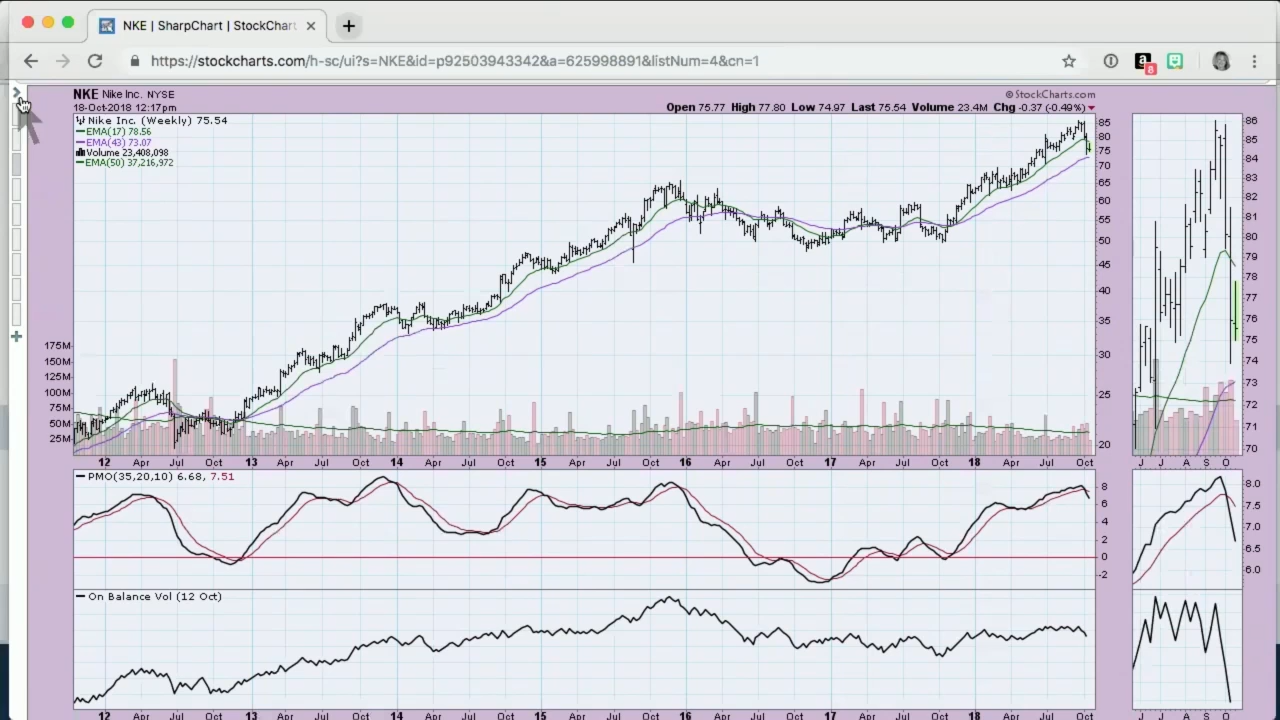 NKE | SharpChart | StockChart
https://stockcharts.com/h-sc/ui?s=NKE&id=p92503943342&a=625998891&listNum=4&cn=1
8
NKE Nike Inc. NYSE
© StockCharts.com
18-Oct-2018 12:17pm
Open 75.77 High 77.80 Low 74.97 Last 75.54 Volume 23.4M Chg -0.37 (-0.49%)
Nike Inc. (Weekly) 75.54
EMA(17) 78.56
EMA(43) 73.07
Volume 23,408,098
EMA(50) 37,216,972
85
80
75
70
65
60
55
50
45
40
35
30
25
20
175M
150M
125M
100M
75M
50M
25M
86
85
84
83
82
81
80
79
78
77
76
75
74
73
72
71
70
12 Apr Jul Oct 13 Apr Jul Oct 14 Apr Jul Oct 15 Apr Jul Oct 16 Apr Jul Oct 17 Apr Jul Oct 18 Apr Jul Oct
J J A S O
PMO(35,20,10) 6.68, 7.51
8
6
4
2
0
-2
8.0
7.5
7.0
6.5
6.0
On Balance Vol (12 Oct)
12 Apr Jul Oct 13 Apr Jul Oct 14 Apr Jul Oct 15 Apr Jul Oct 16 Apr Jul Oct 17 Apr Jul Oct 18 Apr Jul Oct
J J A S O